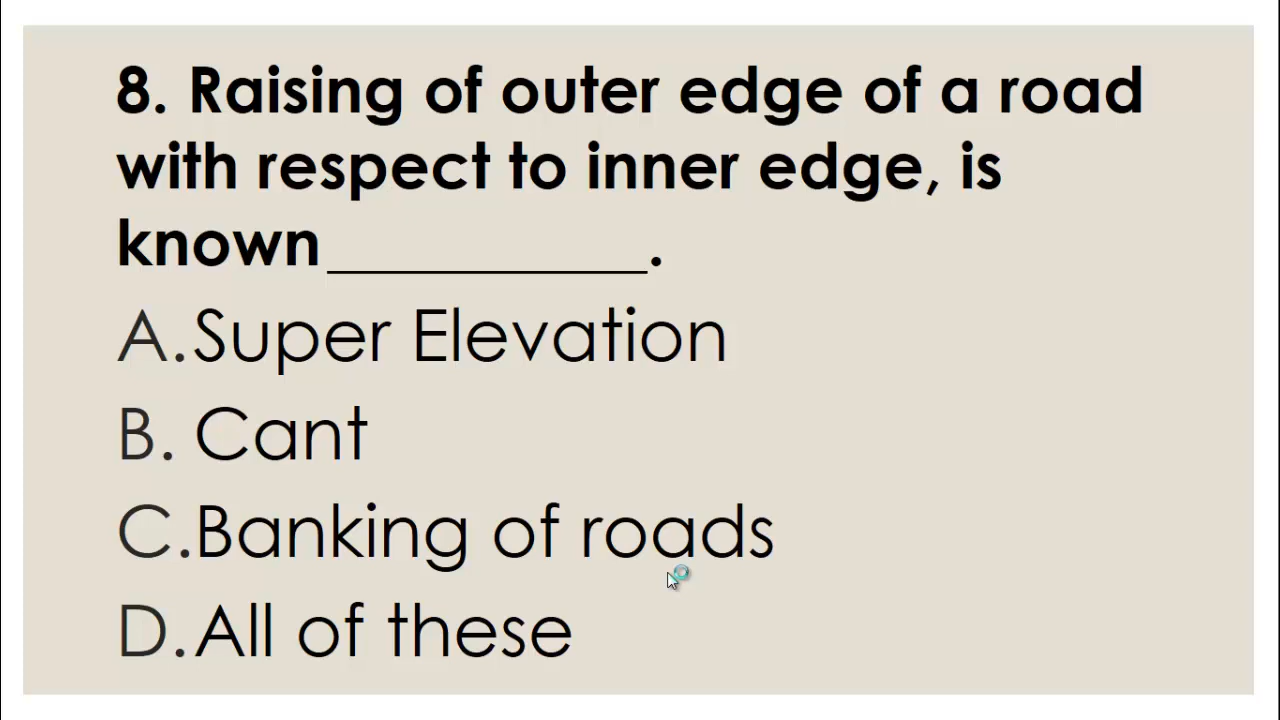 8. Raising of outer edge of a road
with respect to inner edge, is
known__________.
A. Super Elevation
B. Cant
C. Banking of roads
D. All of these